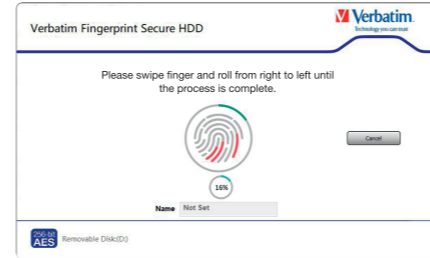 Verbatim Fingerprint Secure HDD
Verbatim.
Technology you can trust
Please swipe finger and roll from right to left until
the process is complete.
Cancel
16%
Name Not Set
256-bit
AES
Removable Disk:(D:)